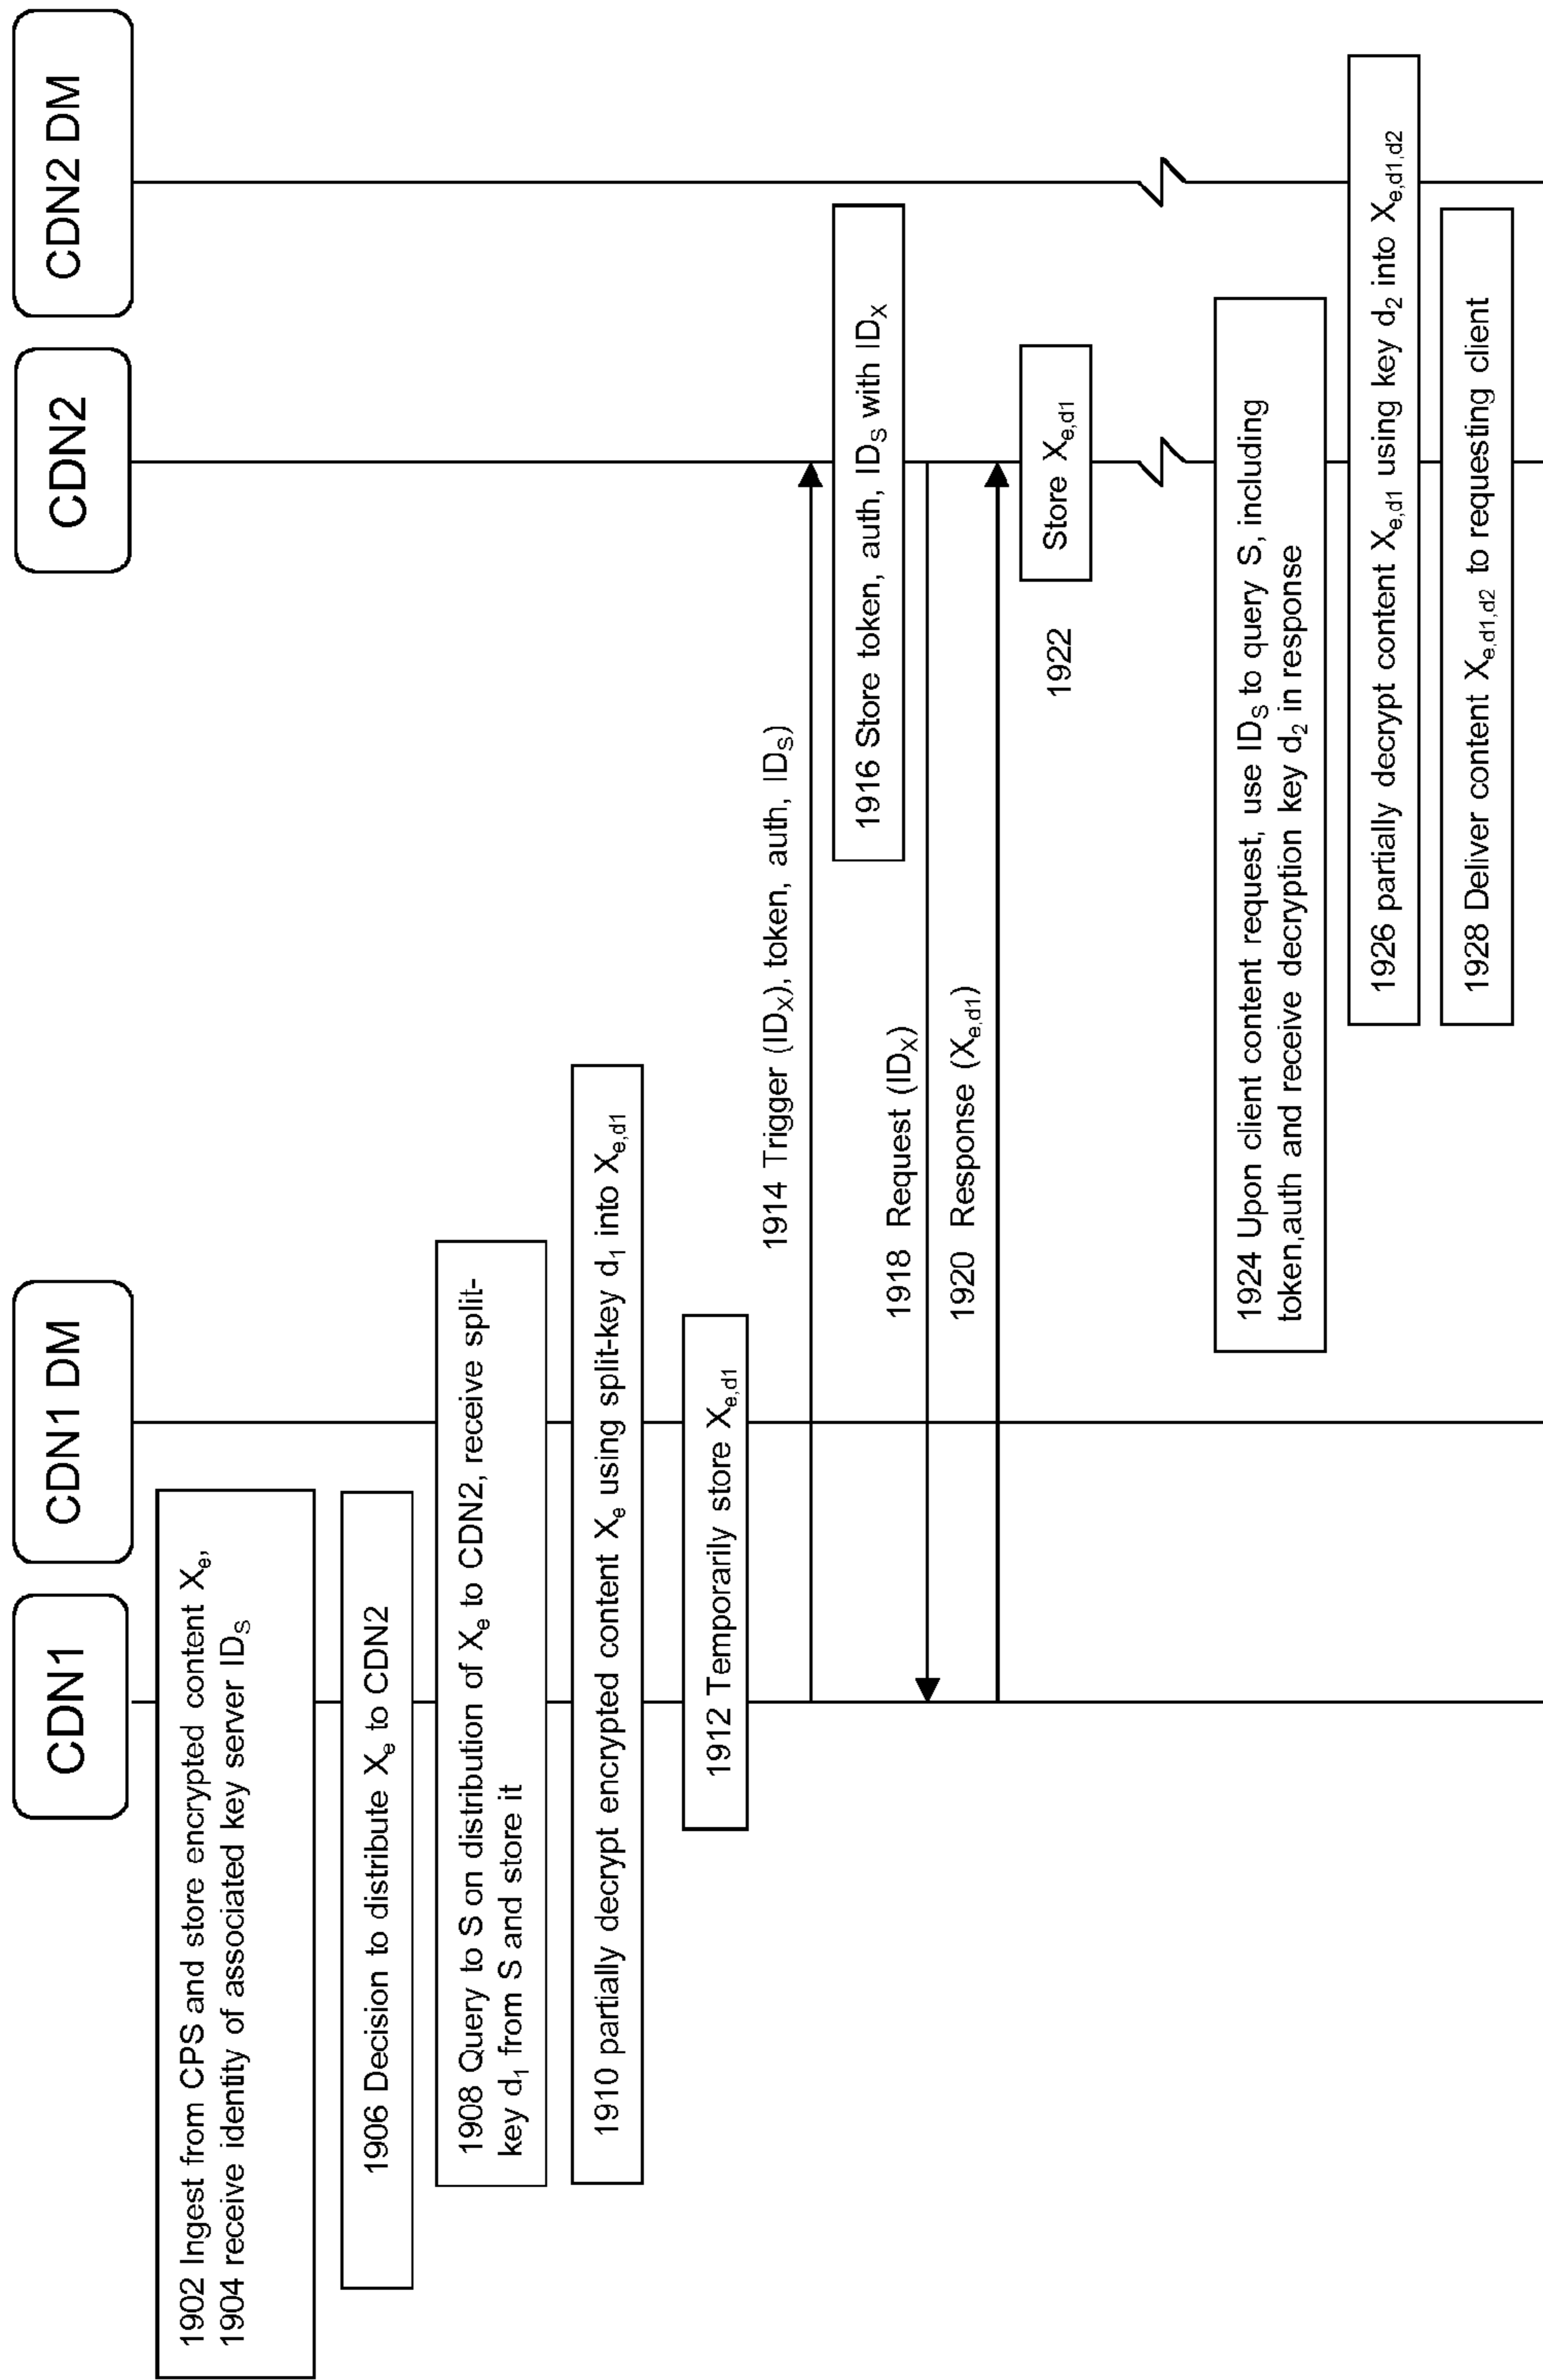 CDN1
CDN1 DM
CDN2
CDN2 DM
1902 Ingest from CPS and store encrypted content Xe,
1904 receive identity of associated key server IDS
1906 Decision to distribute Xe to CDN2
1908 Query to S on distribution of Xe to CDN2, receive split-
key d1 from S and store it
1910 partially decrypt encrypted content Xe using split-key d1 into Xe,d1
1912 Temporarily store Xe,d1
1914 Trigger (IDX), token, auth, IDS)
1916 Store token, auth, IDS with IDX
1918 Request (IDX)
1920 Response (Xe,d1)
1922
Store Xe,d1
1924 Upon client content request, use IDS to query S, including
token,auth and receive decryption key d2 in response
1926 partially decrypt content Xe,d1 using key d2 into Xe,d1,d2
1928 Deliver content Xe,d1,d2 to requesting client